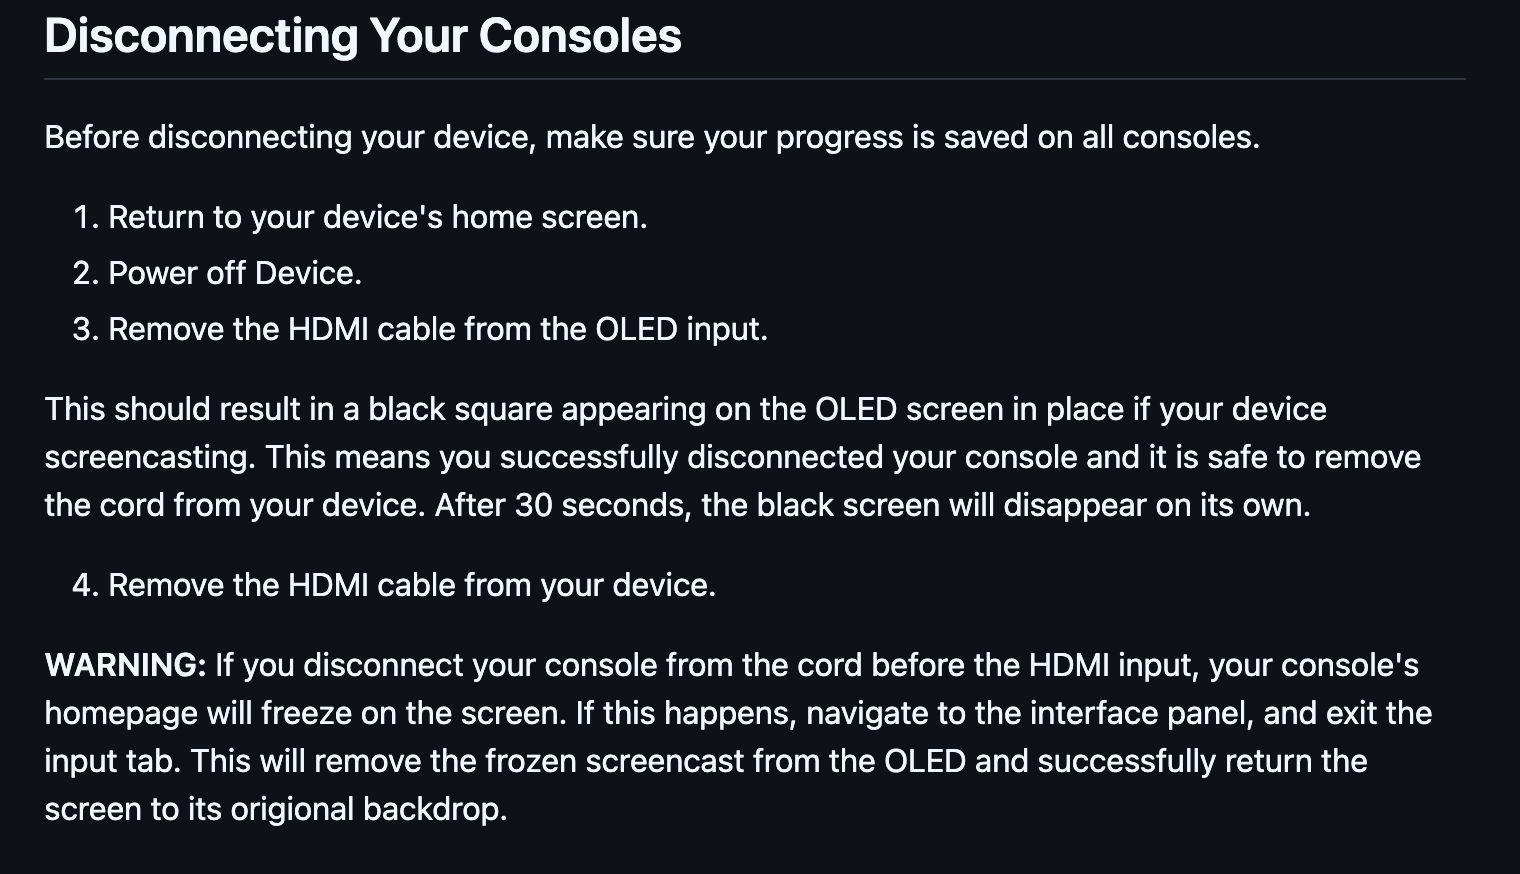 Disconnecting Your Consoles
Before disconnecting your device, make sure your progress is saved on all consoles.
1. Return to your device's home screen.
2. Power off Device.
3. Remove the HDMI cable from the OLED input.
This should result in a black square appearing on the OLED screen in place if your device
screencasting. This means you successfully disconnected your console and it is safe to remove
the cord from your device. After 30 seconds, the black screen will disappear on its own.
4. Remove the HDMI cable from your device.
WARNING: If you disconnect your console from the cord before the HDMI input, your console's
homepage will freeze on the screen. If this happens, navigate to the interface panel, and exit the
input tab. This will remove the frozen screencast from the OLED and successfully return the
screen to its origional backdrop.